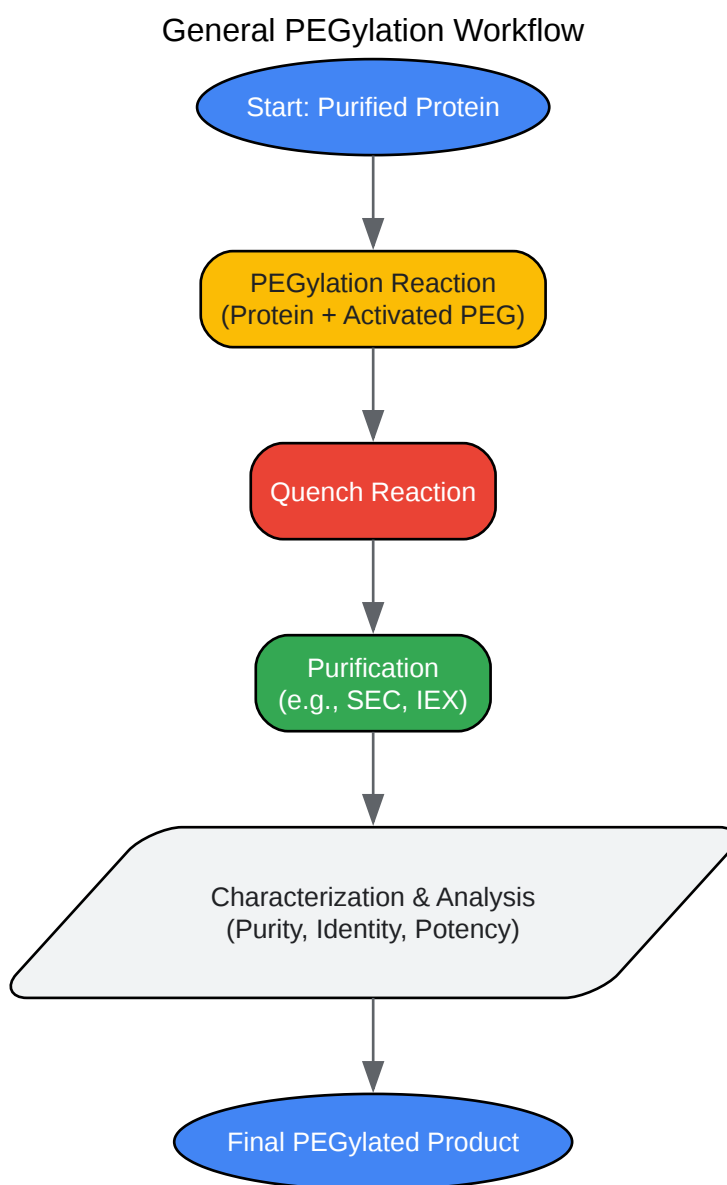 General PEGylation Workflow
Start: Purified Protein
PEGylation Reaction
(Protein + Activated PEG)
Quench Reaction
Purification
(e.g., SEC, IEX)
Characterization & Analysis
(Purity, Identity, Potency)
Final PEGylated Product